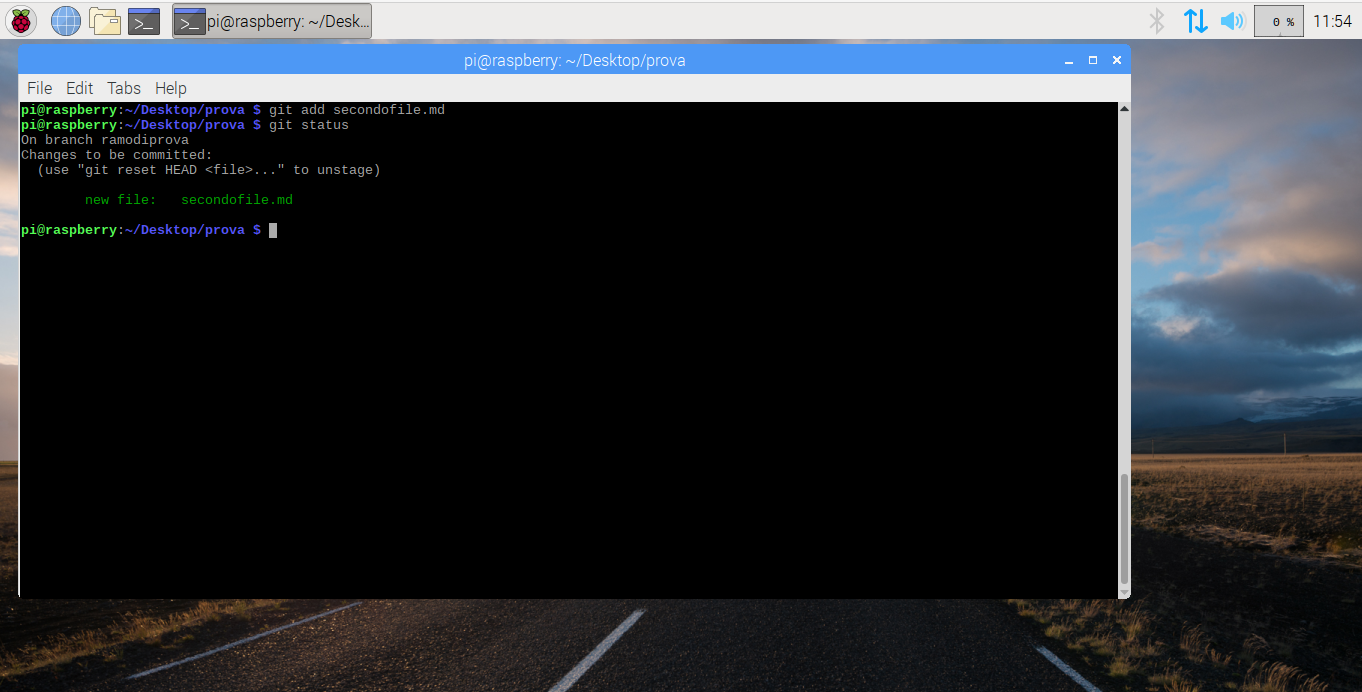 pi@raspberry: ~/Desk...
0 %
11:54
pi@raspberry: ~/Desktop/prova
File Edit Tabs Help
pi@raspberry:~/Desktop/prova $ git add secondofile.md
pi@raspberry:~/Desktop/prova $ git status
On branch ramodiprova
Changes to be committed:
  (use "git reset HEAD <file>..." to unstage)
        new file:   secondofile.md
pi@raspberry:~/Desktop/prova $